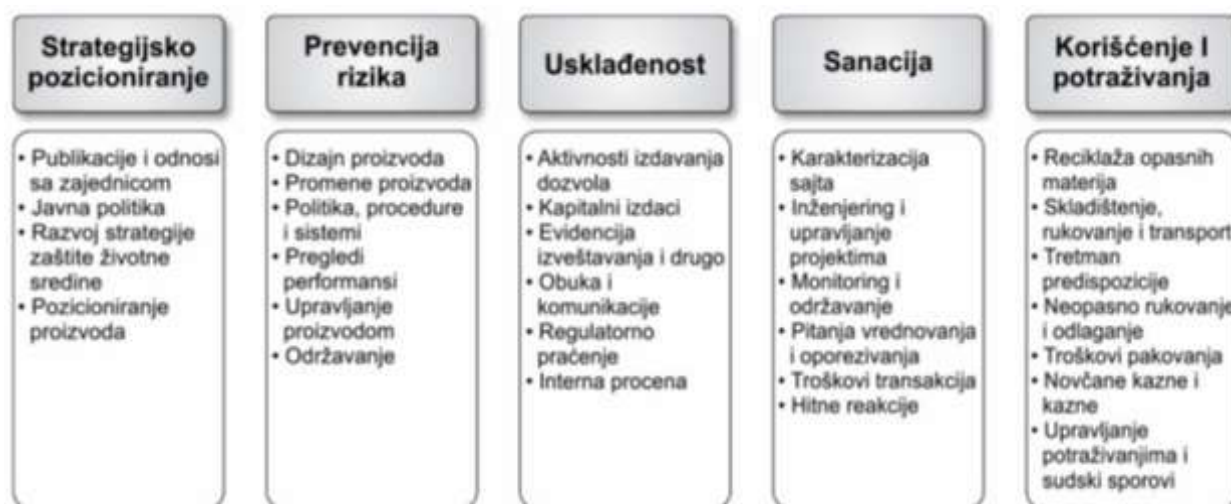 Strategijsko
pozicioniranje
• Publikacije i odnosi
sa zajednicom
• Javna politika
• Razvoj strategije
zaštite životne
sredine
• Pozicioniranje
proizvoda
Prevencija
rizika
• Dizajn proizvoda
• Promene proizvoda
• Politika, procedure
i sistemi
• Pregledi
performansi
• Upravljanje
proizvodom
• Održavanje
Usklađenost
• Aktivnosti izdavanja
dozvola
• Kapitalni izdaci
• Evidencija
izveštavanja i drugo
• Obuka i
komunikacije
• Regulatorno
praćenje
• Interna procena
Sanacija
• Karakterizacija
sajta
• Inženjering i
upravljanje
projektima
• Monitoring i
održavanje
• Pitanja vrednovanja
i oporezivanja
• Troškovi transakcija
• Hitne reakcije
Korišćenje I
potraživanja
• Reciklaža opasnih
materija
• Skladištenje,
rukovanje i transport
• Tretman
predispozicije
• Neopasno rukovanje
i odlaganje
• Troškovi pakovanja
• Novčane kazne i
kazne
• Upravljanje
potraživanjima i
sudski sporovi